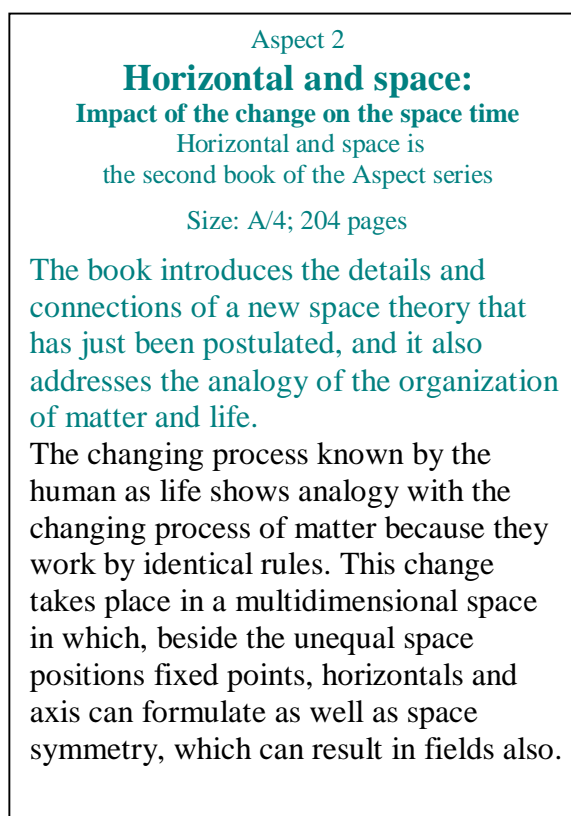 Aspect 2
Horizontal and space:
Impact of the change on the space time
Horizontal and space is
the second book of the Aspect series
Size: A/4; 204 pages
The book introduces the details and
connections of a new space theory that
has just been postulated, and it also
addresses the analogy of the organization
of matter and life.
The changing process known by the
human as life shows analogy with the
changing process of matter because they
work by identical rules. This change
takes place in a multidimensional space
in which, beside the unequal space
positions fixed points, horizontals and
axis can formulate as well as space
symmetry, which can result in fields also.